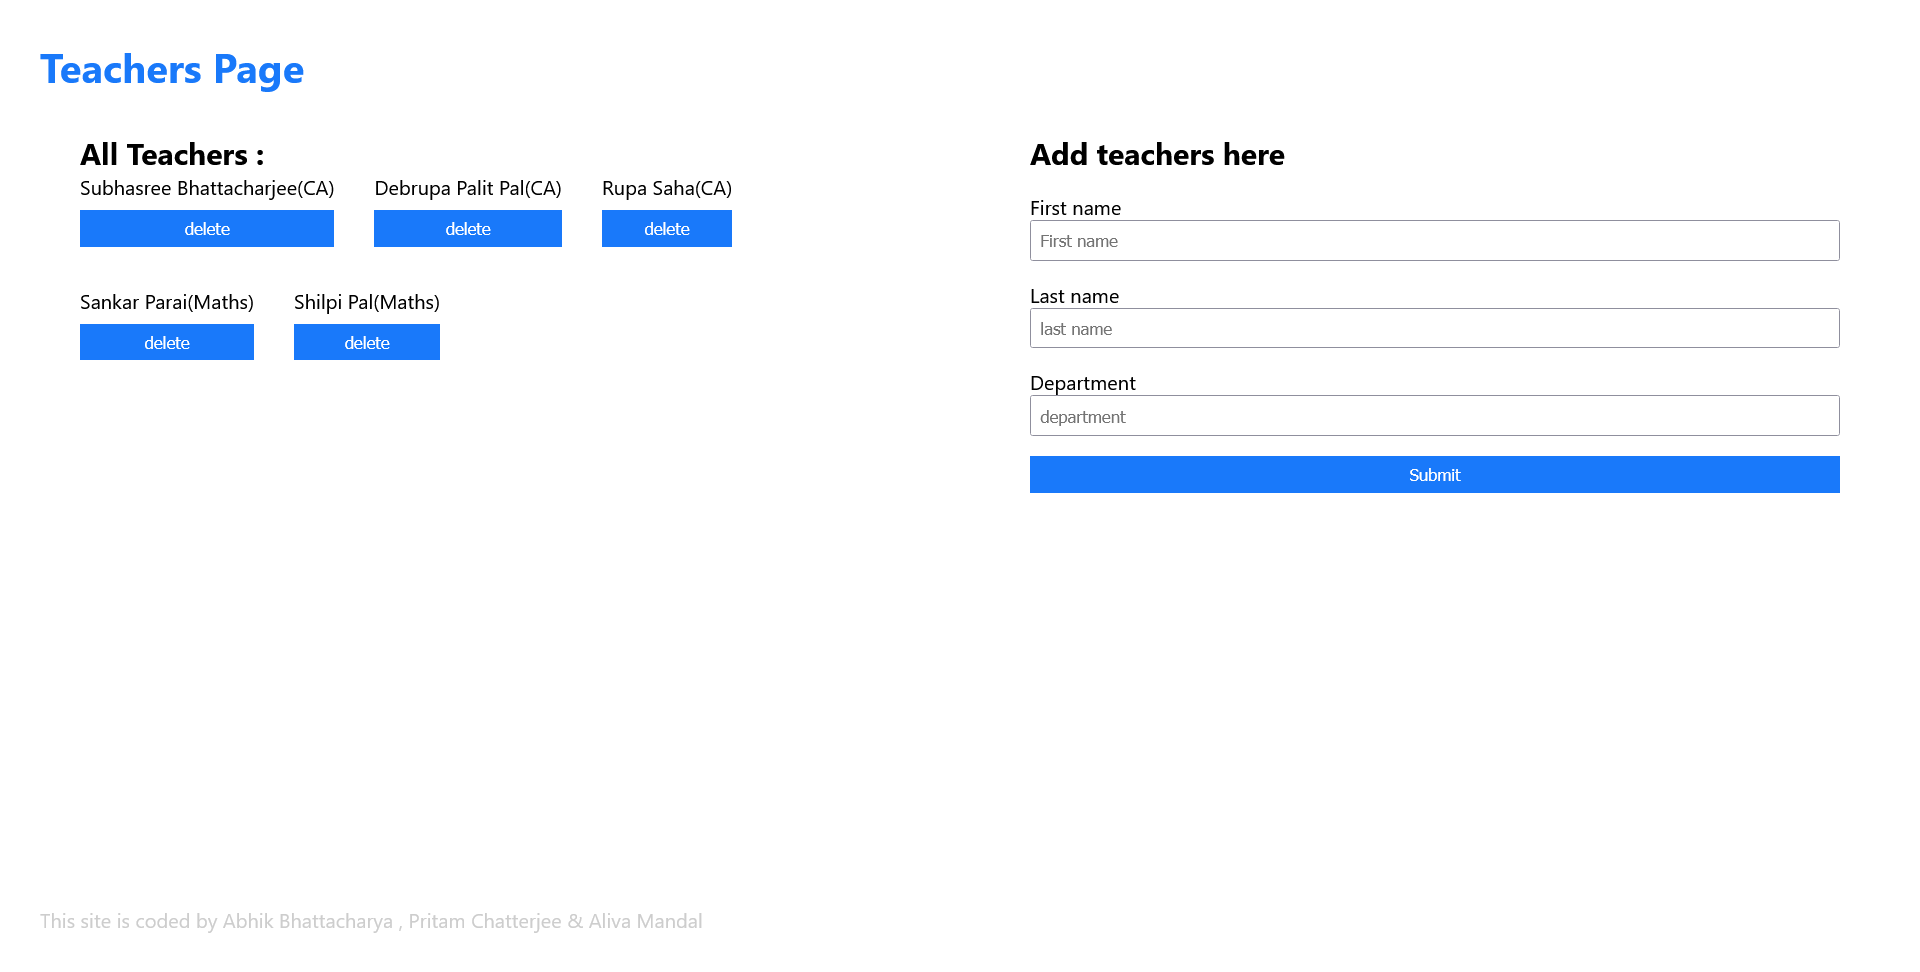 Teachers Page
All Teachers :
Subhasree Bhattacharjee(CA) Debrupa Palit Pal(CA) Rupa Saha(CA)
delete delete delete
Sankar Parai(Maths) Shilpi Pal(Maths)
delete delete
Add teachers here
First name
First name
Last name
last name
Department
department
Submit
This site is coded by Abhik Bhattacharya , Pritam Chatterjee & Aliva Mandal